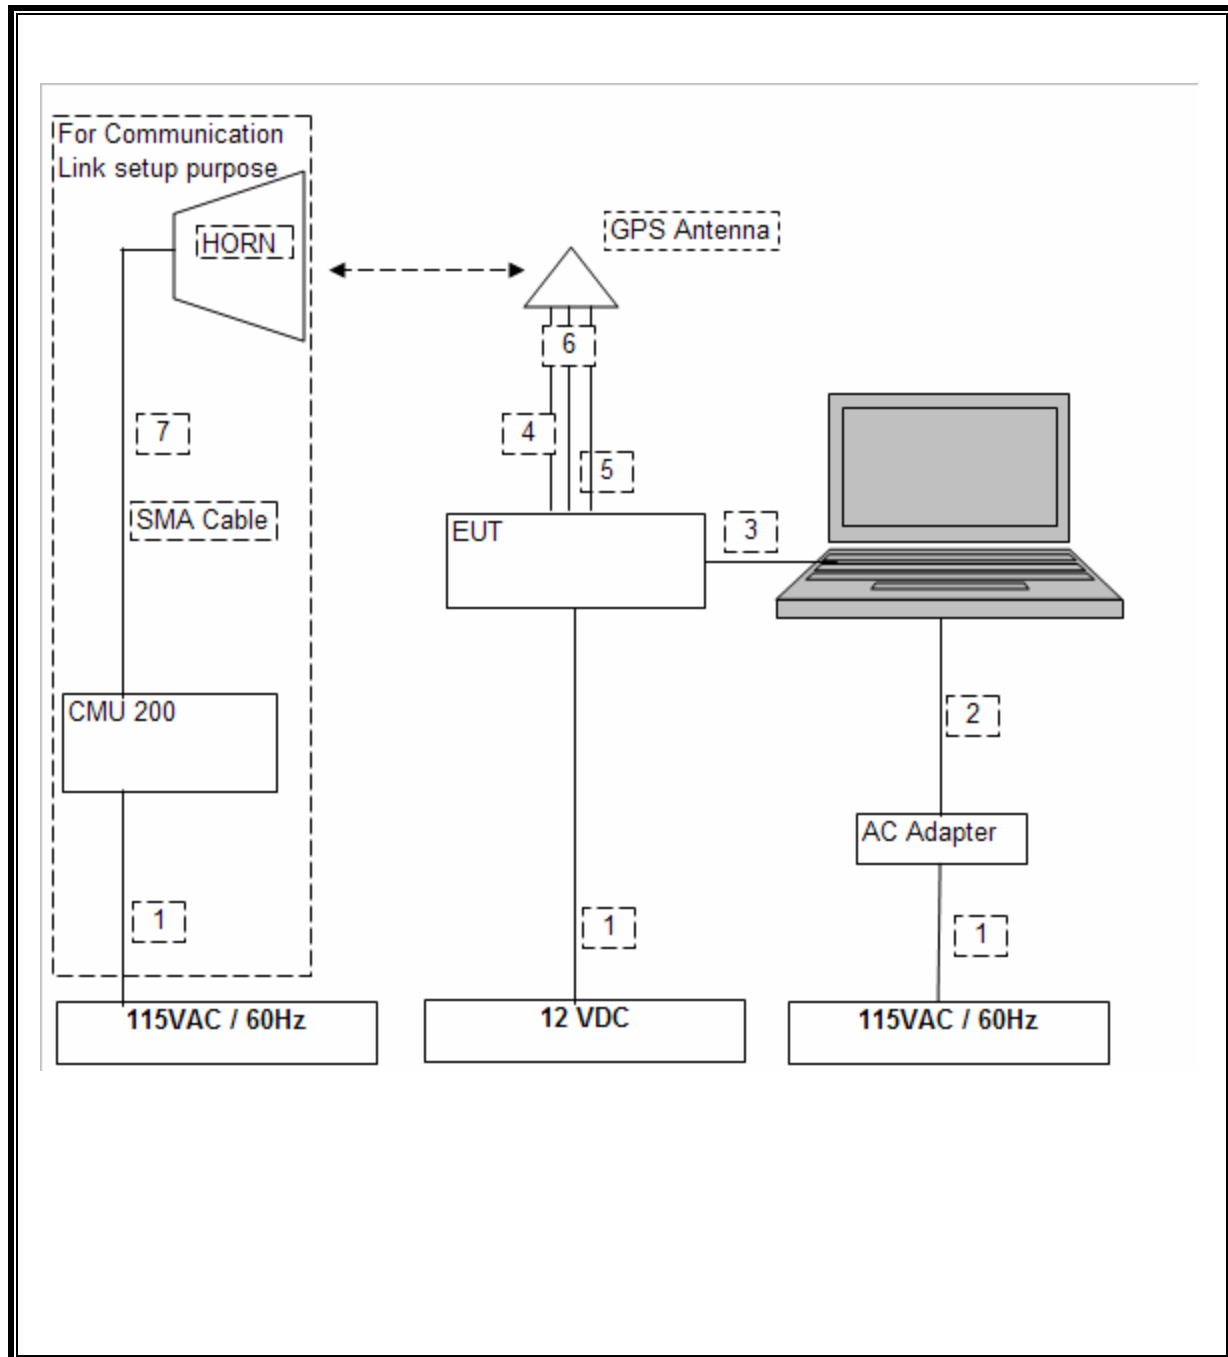 For Communication
Link setup purpose
HORN
GPS Antenna
6
7
4
5
SMA Cable
EUT
3
CMU 200
2
AC Adapter
1
1
1
115VAC / 60Hz
12 VDC
115VAC / 60Hz